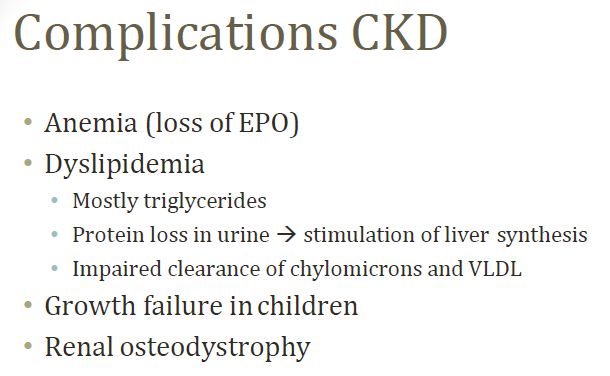 Complications CKD
• Anemia (loss of EPO)
• Dyslipidemia
• Mostly triglycerides
• Protein loss in urine → stimulation of liver synthesis
• Impaired clearance of chylomicrons and VLDL
• Growth failure in children
• Renal osteodystrophy